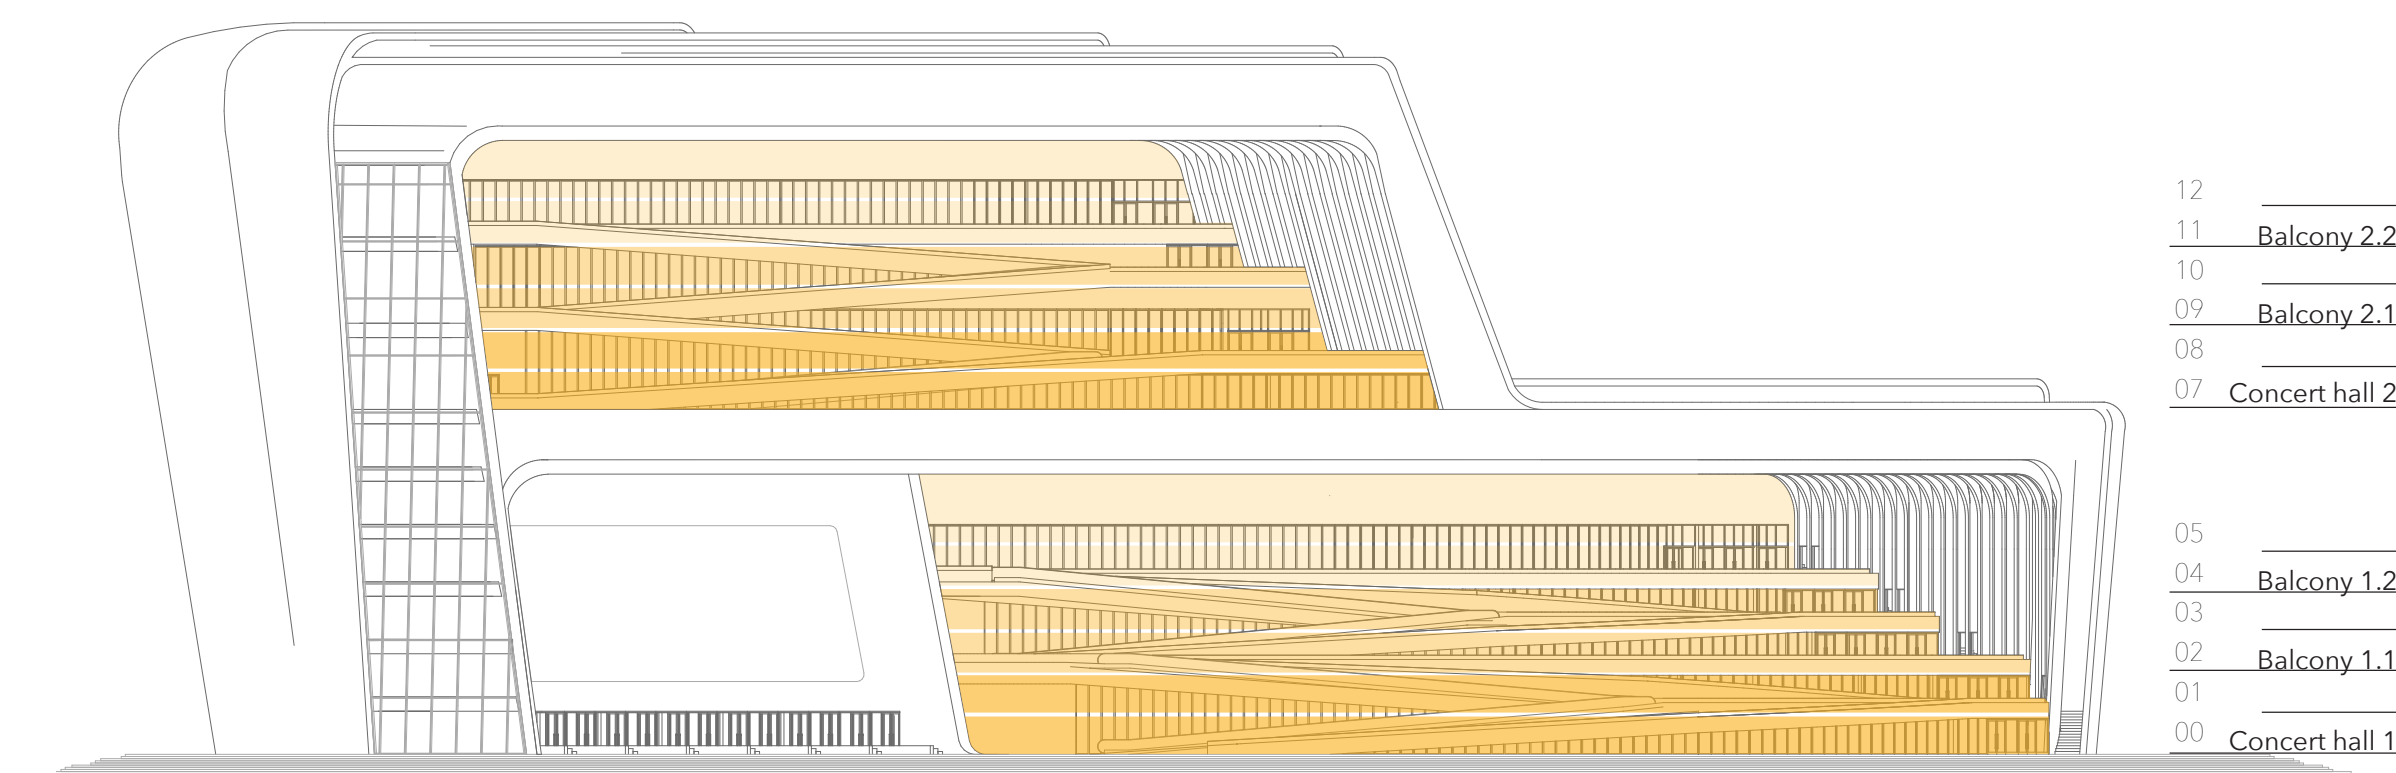 12
11 Balcony 2.2
10
09 Balcony 2.1
08
07 Concert hall 2
05
04 Balcony 1.2
03
02 Balcony 1.1
01
00 Concert hall 1